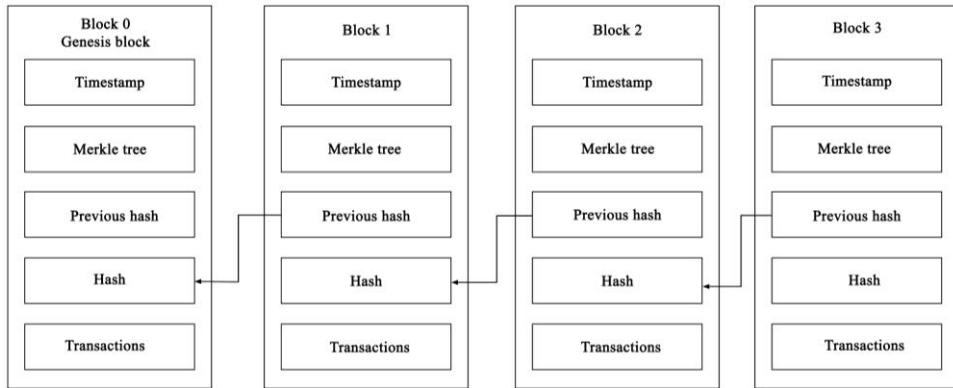 Block 0
Genesis block
Timestamp
Merkle tree
Previous hash
Hash
Transactions
Block 1
Timestamp
Merkle tree
Previous hash
Hash
Transactions
Block 2
Timestamp
Merkle tree
Previous hash
Hash
Transactions
Block 3
Timestamp
Merkle tree
Previous hash
Hash
Transactions